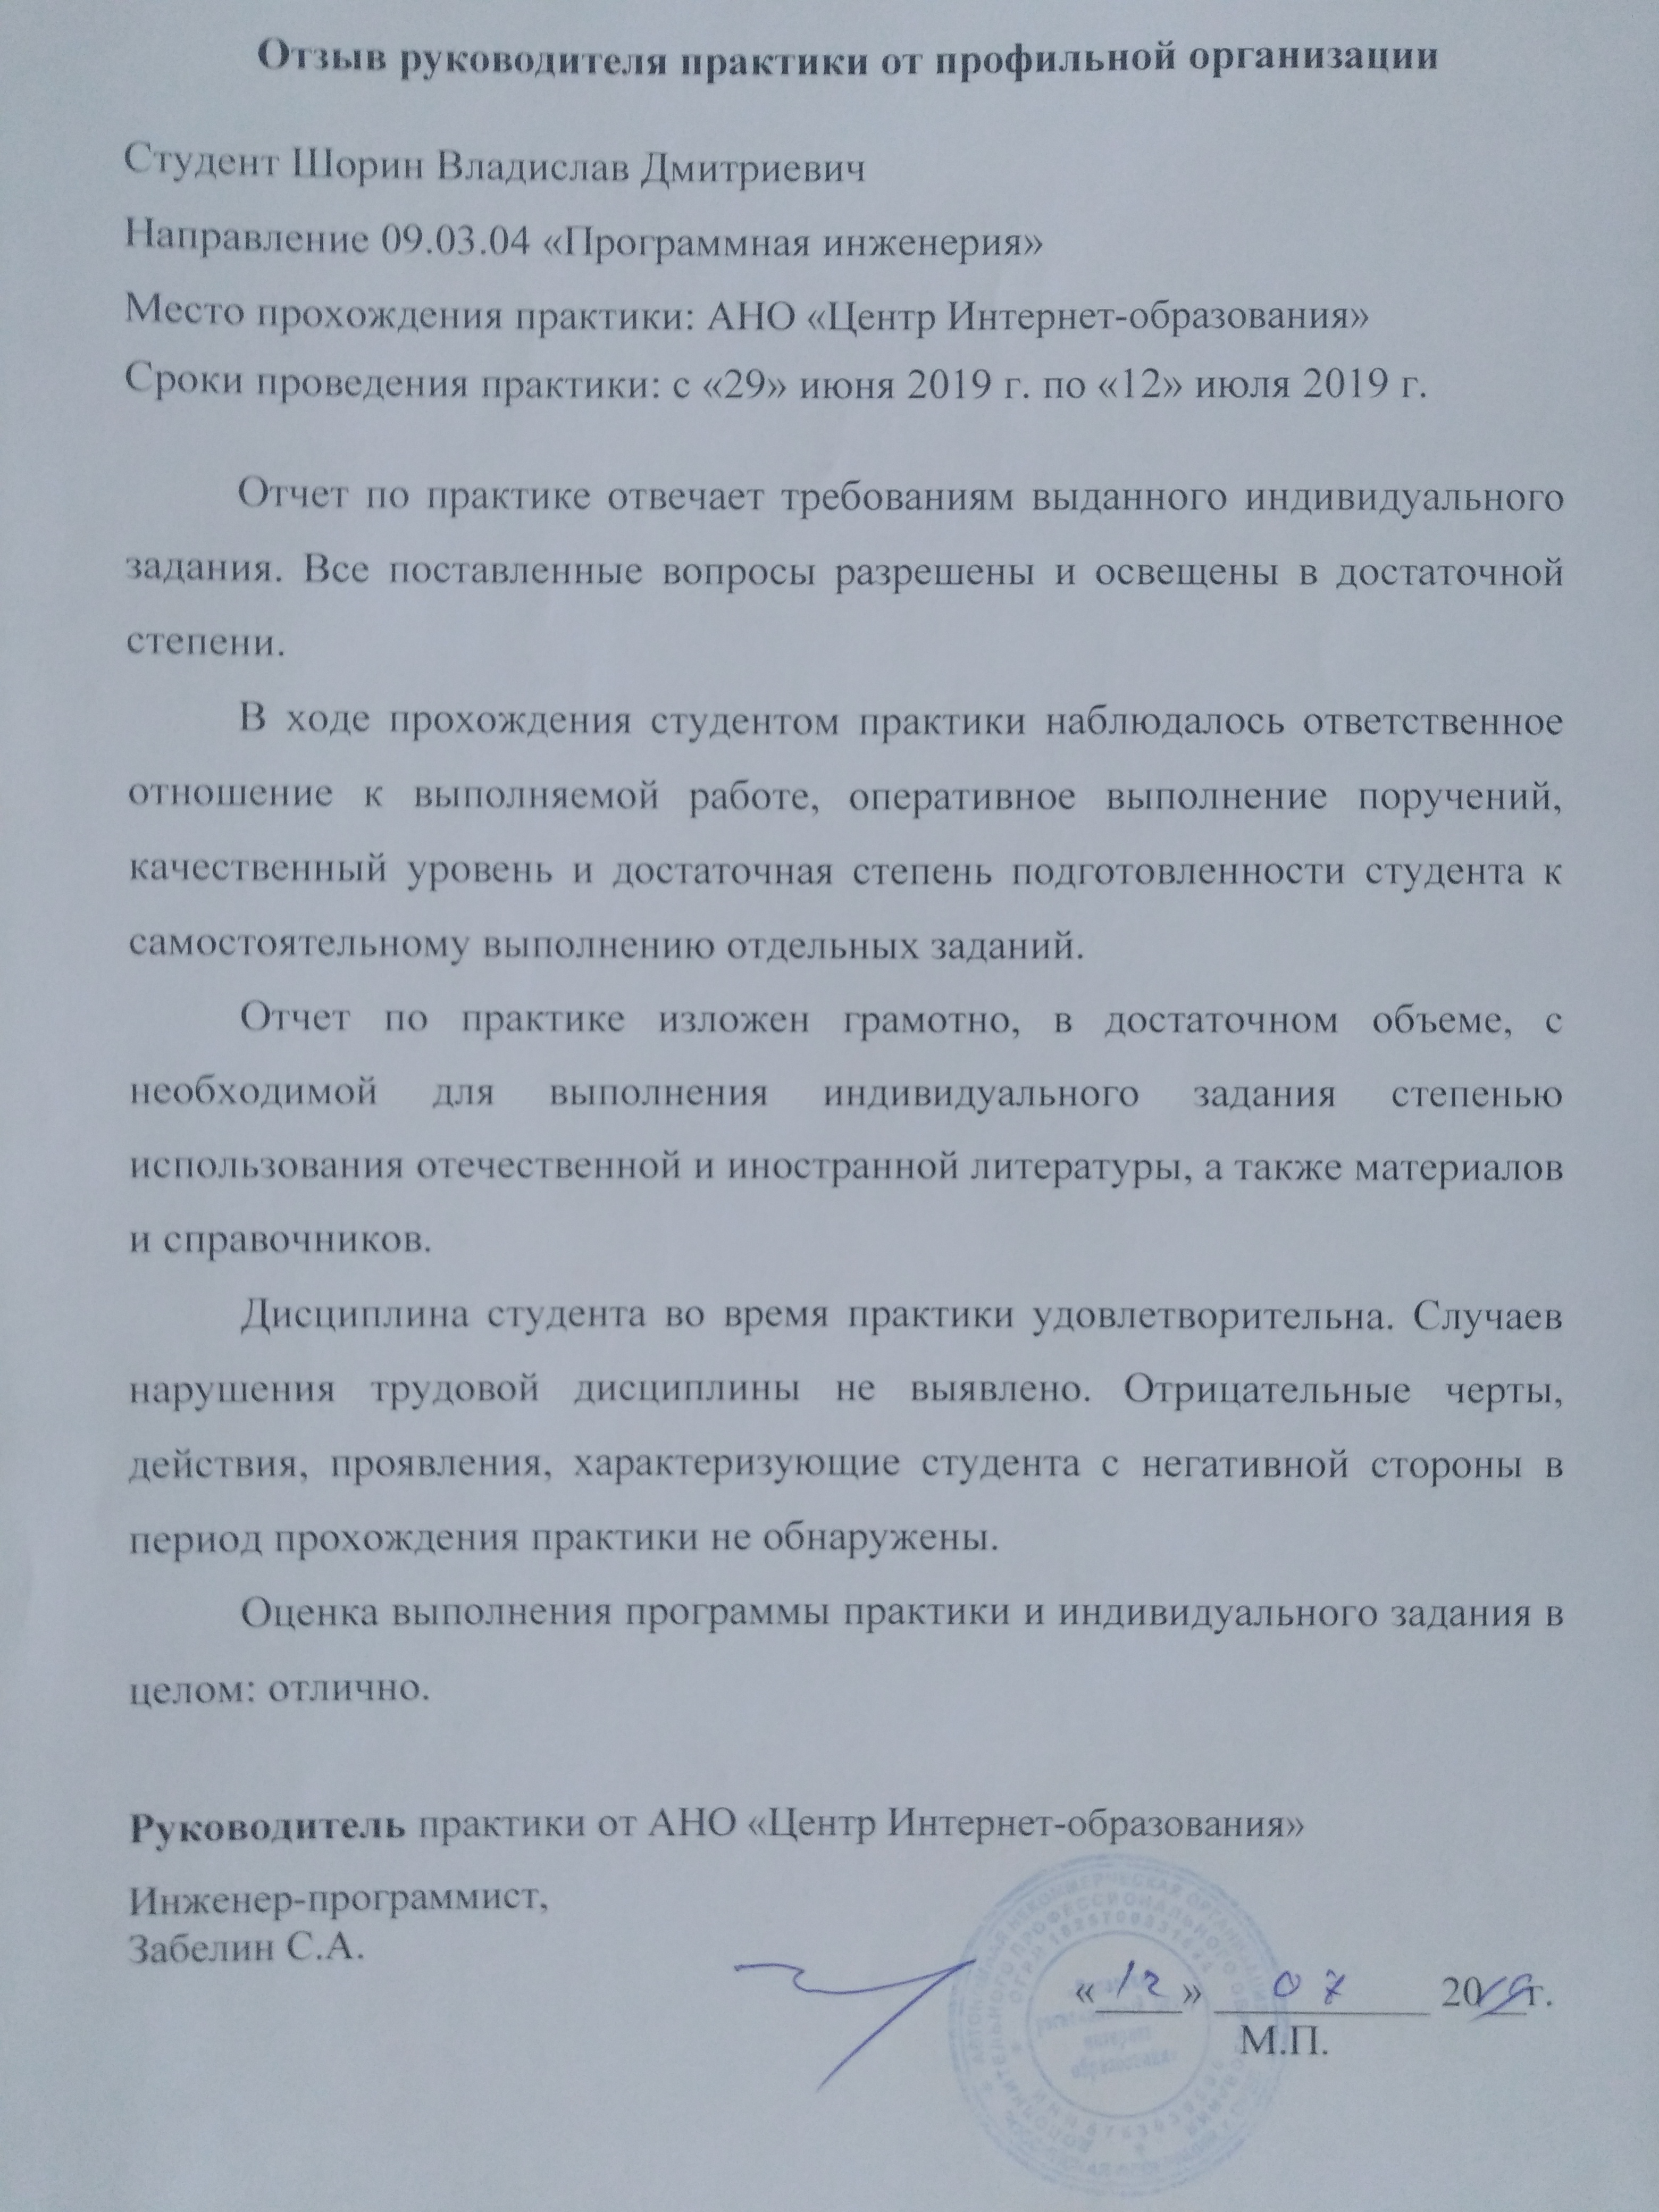 Отзыв руководителя практики от профильной организации
Студент Шорин Владислав Дмитриевич
Направление 09.03.04 «Программная инженерия»
Место прохождения практики: АНО «Центр Интернет-образования»
Сроки проведения практики: с «29» июня 2019 г. по «12» июля 2019 г.
Отчет по практике отвечает требованиям выданного индивидуального
задания. Все поставленные вопросы разрешены и освещены в достаточной
степени.
В ходе прохождения студентом практики наблюдалось ответственное
отношение к выполняемой работе, оперативное выполнение поручений,
качественный уровень и достаточная степень подготовленности студента к
самостоятельному выполнению отдельных заданий.
Отчет по практике изложен грамотно, в достаточном объеме, с
необходимой для выполнения индивидуального задания степенью
использования отечественной и иностранной литературы, а также материалов
и справочников.
Дисциплина студента во время практики удовлетворительна. Случаев
нарушения трудовой дисциплины не выявлено. Отрицательные черты,
действия, проявления, характеризующие студента с негативной стороны в
период прохождения практики не обнаружены.
Оценка выполнения программы практики и индивидуального задания в
целом: отлично.
Руководитель практики от АНО «Центр Интернет-образования»
Инженер-программист,
Забелин С.А.
«12» 07 2019г.
М.П.